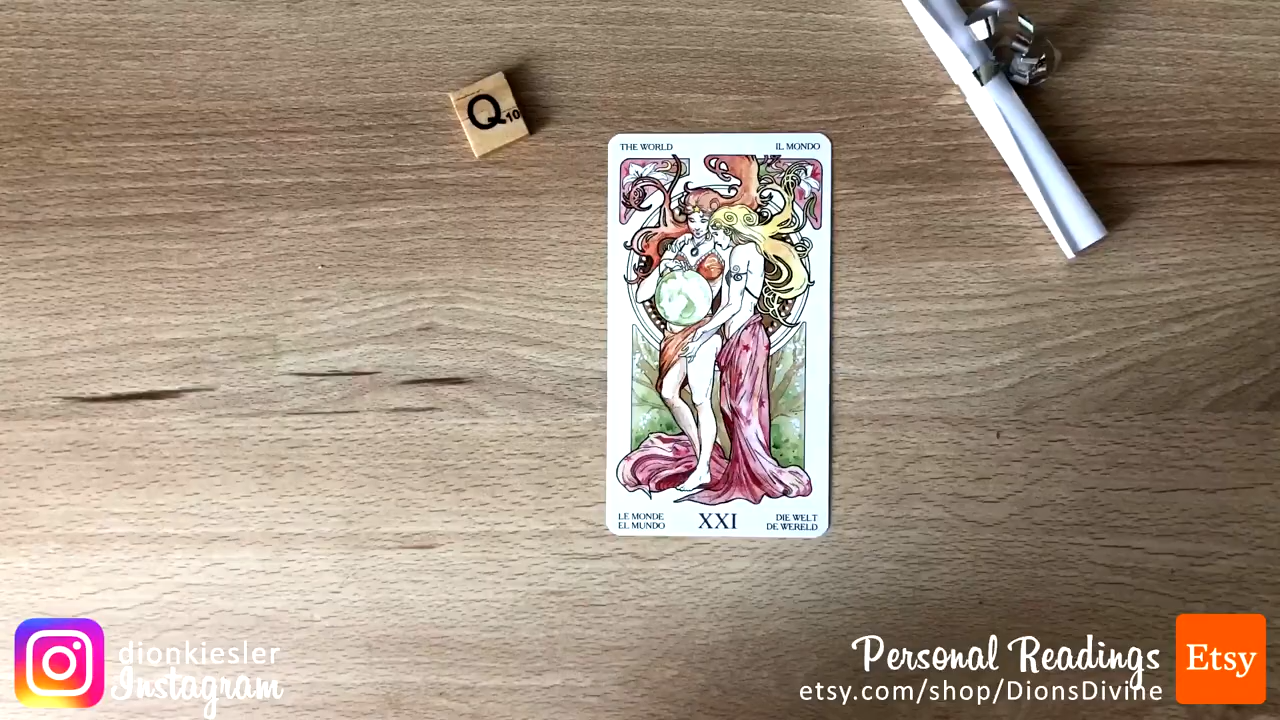 Q10
THE WORLD
IL MONDO
LE MONDE
EL MUNDO
XXI
DIE WELT
DE WERELD
dionkiesler
Instagram
Personal Readings
etsy.com/shop/DionsDivine
Etsy